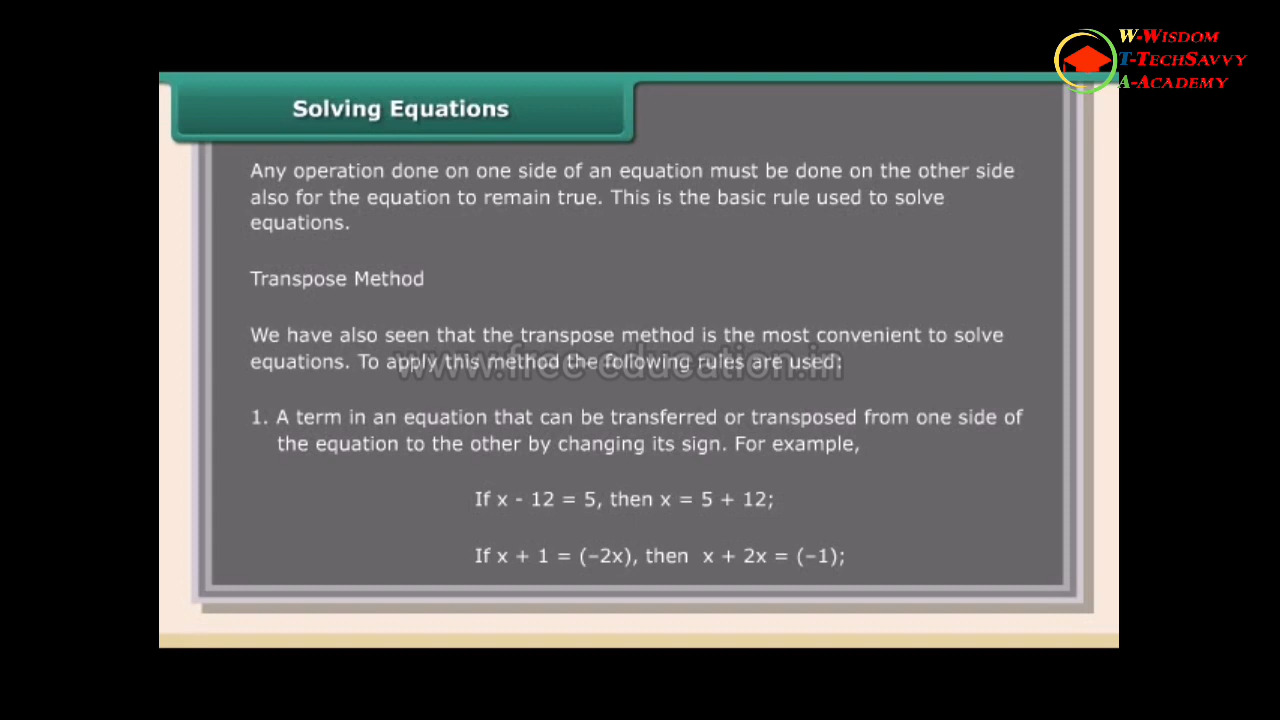 W-Wisdom
T-TechSavvy
A-Academy
Solving Equations
Any operation done on one side of an equation must be done on the other side
also for the equation to remain true. This is the basic rule used to solve
equations.
Transpose Method
We have also seen that the transpose method is the most convenient to solve
equations. To apply this method the following rules are used:
www.free-education.in
1. A term in an equation that can be transferred or transposed from one side of
the equation to the other by changing its sign. For example,
If x - 12 = 5, then x = 5 + 12;
If x + 1 = (–2x), then x + 2x = (–1);